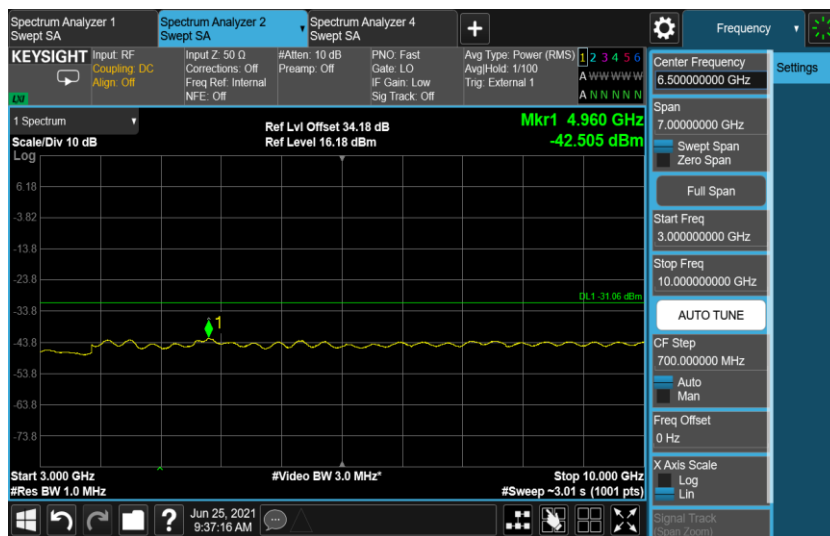 Spectrum Analyzer 1
Swept SA
Spectrum Analyzer 2
Swept SA
Spectrum Analyzer 4
Swept SA
+
Frequency
KEYSIGHT
LXI
Input: RF
Coupling: DC
Align: Off
Input Z: 50 Ω
Corrections: Off
Freq Ref: Internal
NFE: Off
#Atten: 10 dB
Preamp: Off
PNO: Fast
Gate: LO
IF Gain: Low
Sig Track: Off
Avg Type: Power (RMS)
Avg|Hold: 1/100
Trig: External 1
1 2 3 4 5 6
A W W W W W
A N N N N N
1 Spectrum
Scale/Div 10 dB
Ref Lvl Offset 34.18 dB
Ref Level 16.18 dBm
Mkr1 4.960 GHz
-42.505 dBm
Log
6.18
-3.82
-13.8
-23.8
DL1 -31.06 dBm
-33.8
1
-43.8
-53.8
-63.8
-73.8
Start 3.000 GHz
#Video BW 3.0 MHz*
Stop 10.000 GHz
#Res BW 1.0 MHz
#Sweep ~3.01 s (1001 pts)
Center Frequency
6.500000000 GHz
Settings
Span
7.00000000 GHz
Swept Span
Zero Span
Full Span
Start Freq
3.000000000 GHz
Stop Freq
10.000000000 GHz
AUTO TUNE
CF Step
700.000000 MHz
Auto
Man
Freq Offset
0 Hz
X Axis Scale
Log
Lin
Signal Track
(Span Zoom)
?
Jun 25, 2021
9:37:16 AM